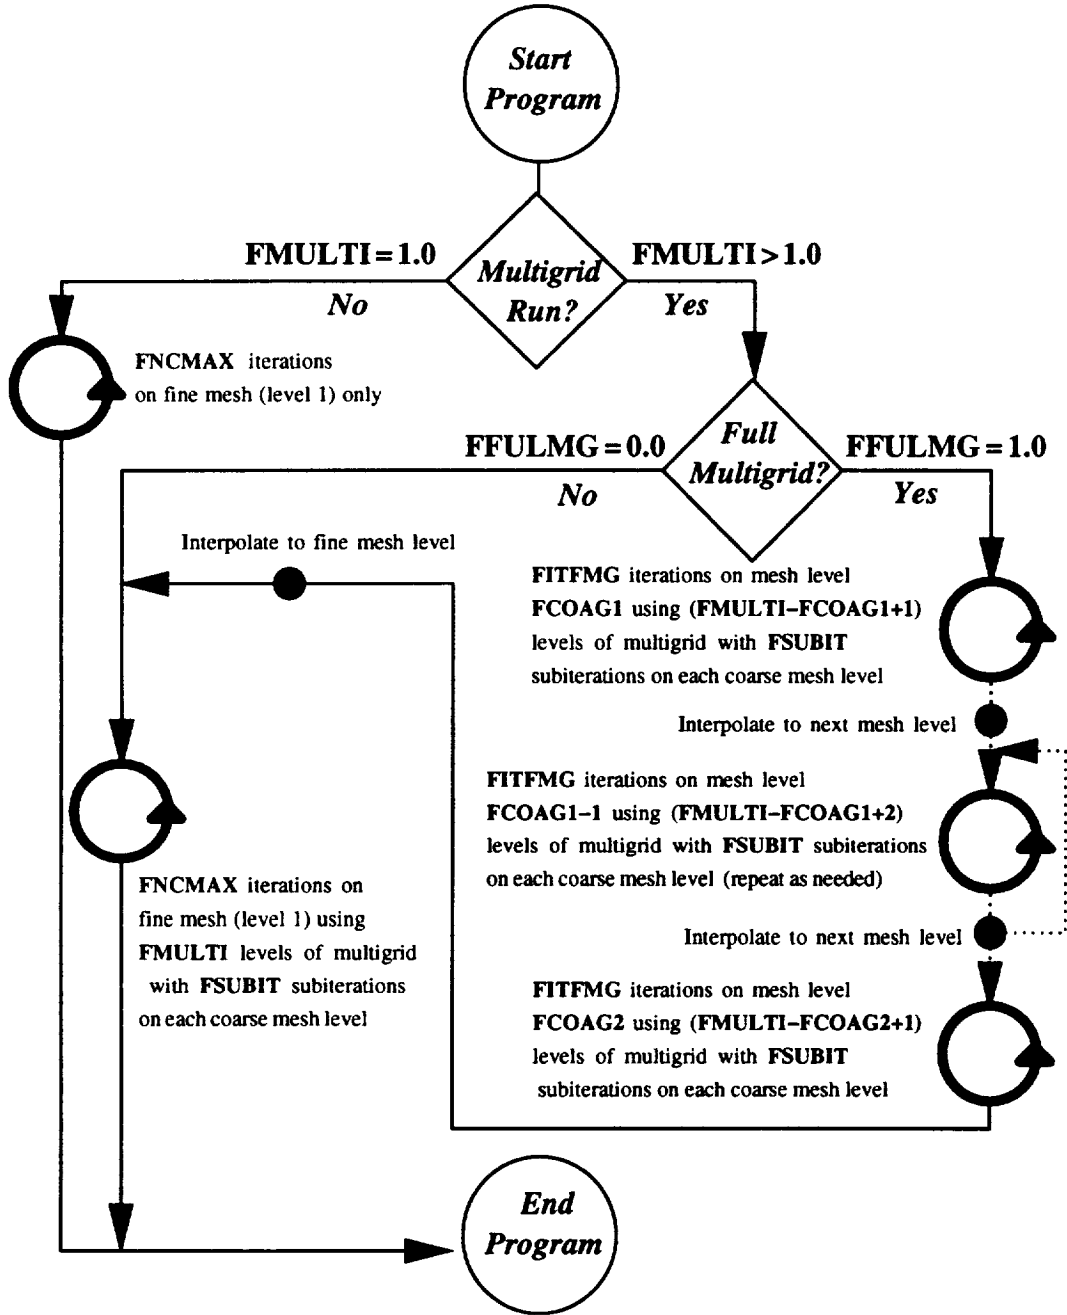 Start
Program
FMULTI=1.0
FMULTI>1.0
Multigrid
Run?
No
Yes
FNCMAX iterations
on fine mesh (level 1) only
Full
Multigrid?
FFULMG=0.0
FFULMG=1.0
No
Yes
Interpolate to fine mesh level
FITFMG iterations on mesh level
FCOAG1 using (FMULTI-FCOAG1+1)
levels of multigrid with FSUBIT
subiterations on each coarse mesh level
Interpolate to next mesh level
FITFMG iterations on mesh level
FCOAG1-1 using (FMULTI-FCOAG1+2)
levels of multigrid with FSUBIT subiterations
on each coarse mesh level (repeat as needed)
FNCMAX iterations on
fine mesh (level 1) using
FMULTI levels of multigrid
with FSUBIT subiterations
on each coarse mesh level
Interpolate to next mesh level
FITFMG iterations on mesh level
FCOAG2 using (FMULTI-FCOAG2+1)
levels of multigrid with FSUBIT
subiterations on each coarse mesh level
End
Program